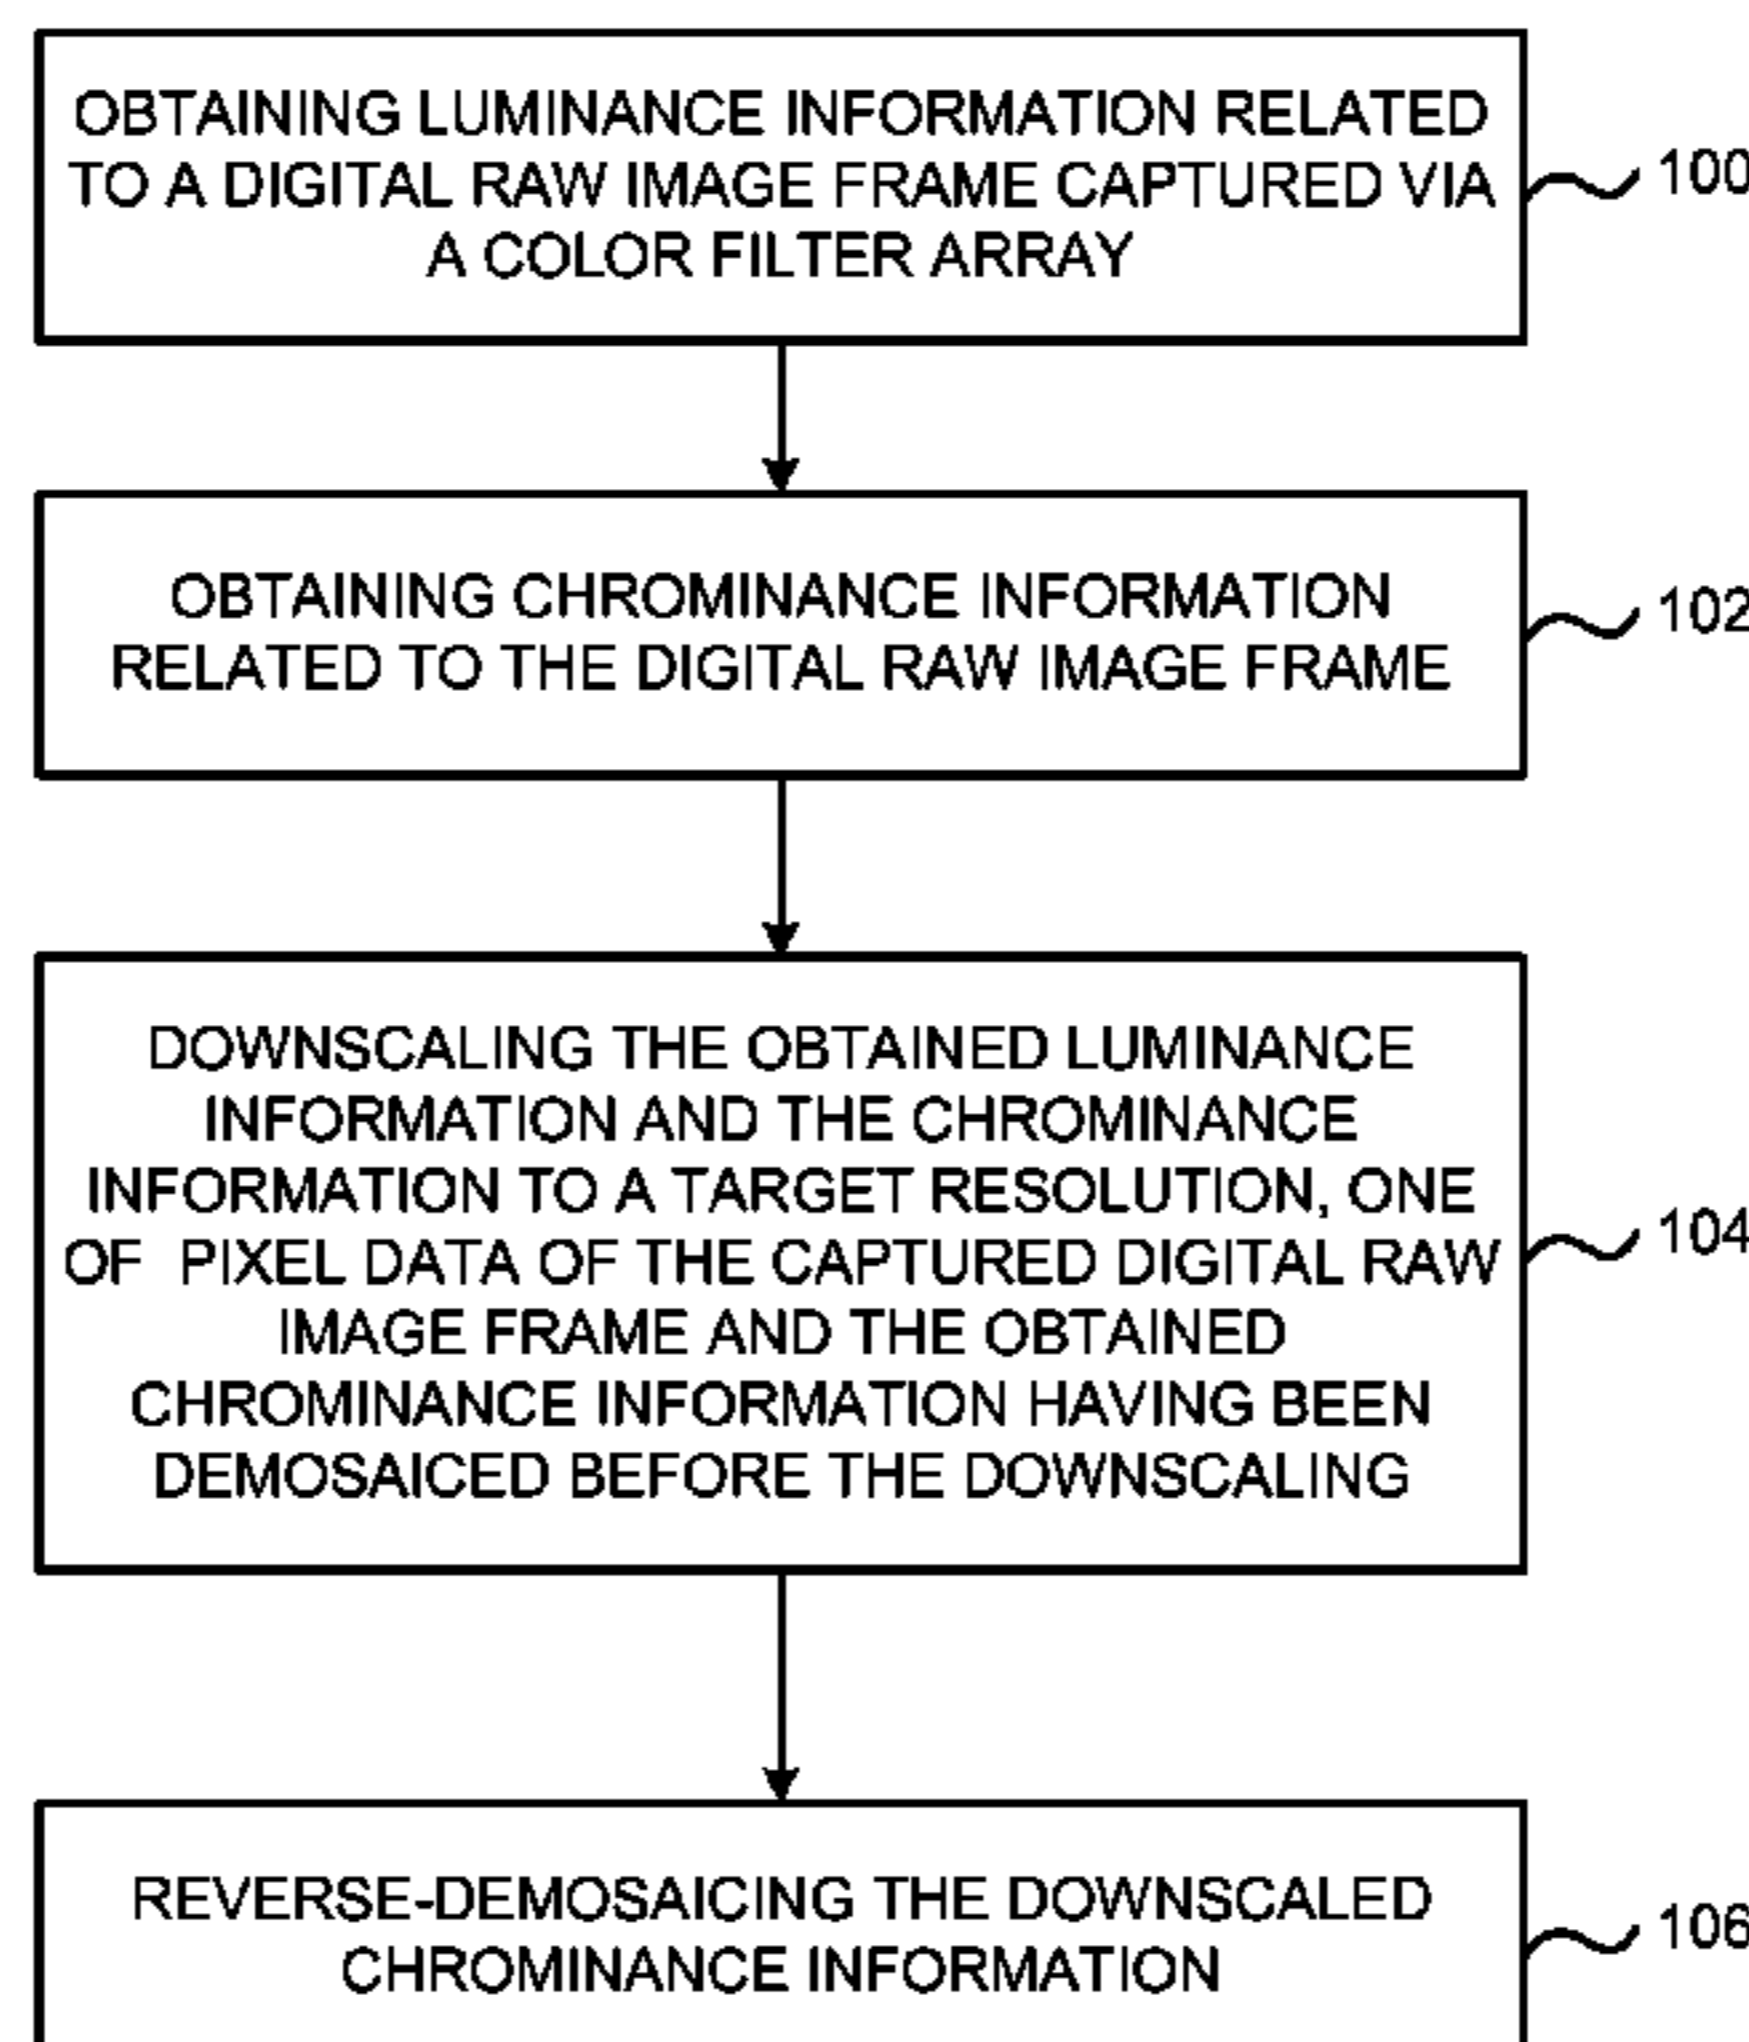 OBTAINING LUMINANCE INFORMATION RELATED
TO A DIGITAL RAW IMAGE FRAME CAPTURED VIA
A COLOR FILTER ARRAY
100
OBTAINING CHROMINANCE INFORMATION
RELATED TO THE DIGITAL RAW IMAGE FRAME
102
DOWNSCALING THE OBTAINED LUMINANCE
INFORMATION AND THE CHROMINANCE
INFORMATION TO A TARGET RESOLUTION, ONE
OF PIXEL DATA OF THE CAPTURED DIGITAL RAW
IMAGE FRAME AND THE OBTAINED
CHROMINANCE INFORMATION HAVING BEEN
DEMOSAICED BEFORE THE DOWNSCALING
104
REVERSE-DEMOSAICING THE DOWNSCALED
CHROMINANCE INFORMATION
106